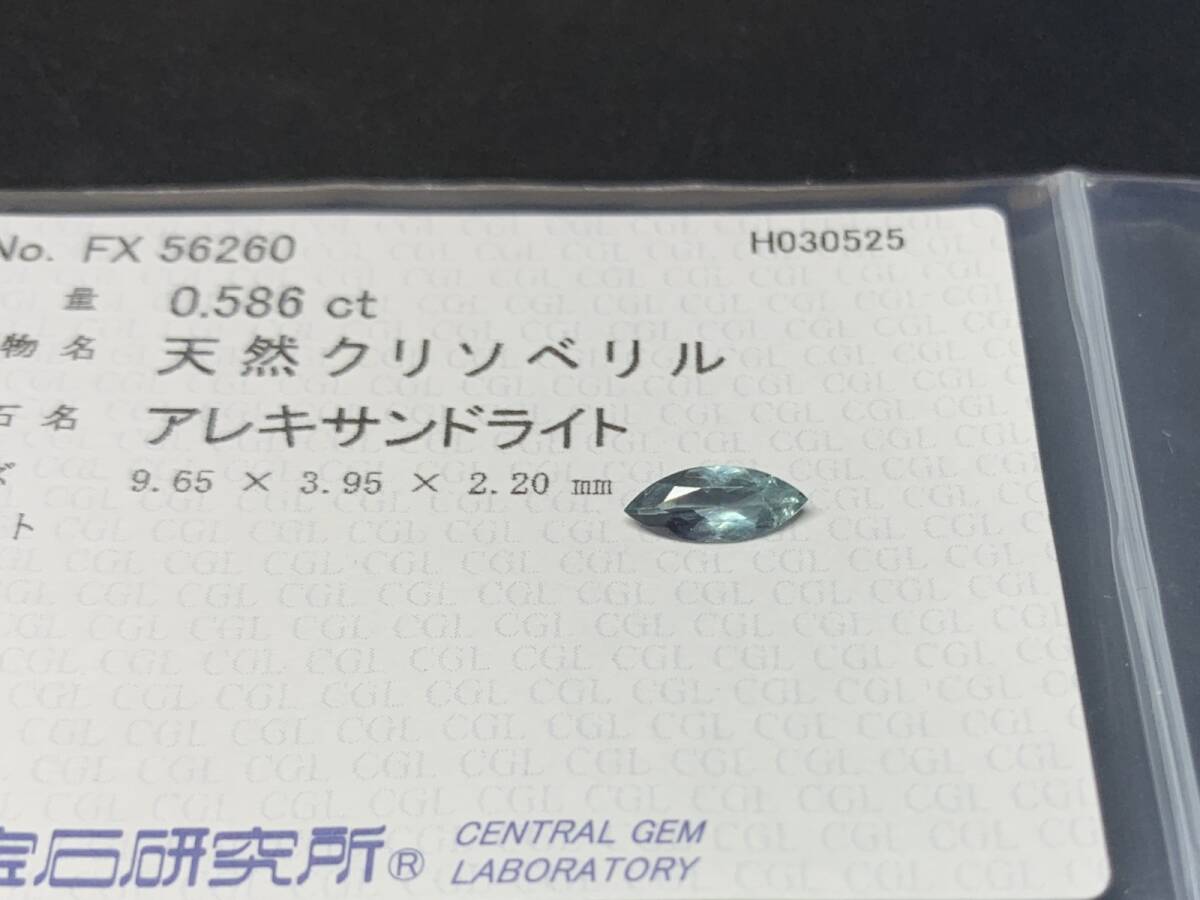 No. FX 56260 H030525
量 0.586 ct
物名 天然クリソベリル
石名 アレキサンドライト
ズ 9.65 × 3.95 × 2.20 mm
ト
宝石研究所® CENTRAL GEM
LABORATORY